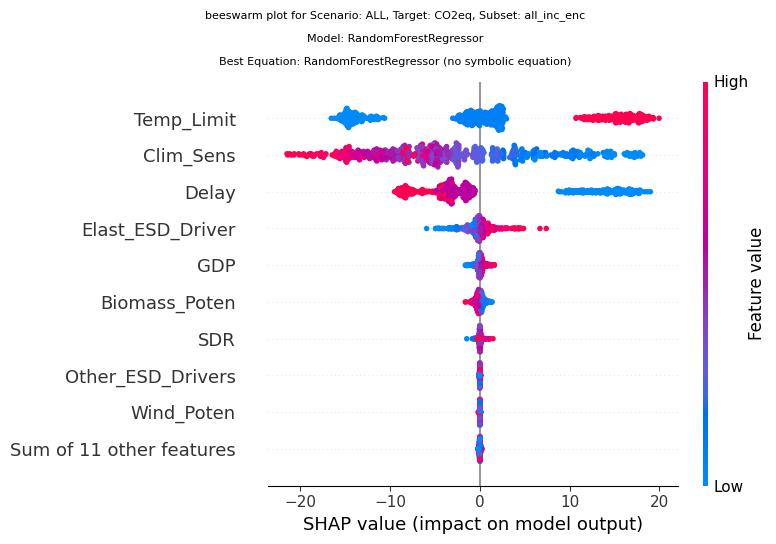 beeswarm plot for Scenario: ALL, Target: CO2eq, Subset: all_inc_enc
Model: RandomForestRegressor
Best Equation: RandomForestRegressor (no symbolic equation)
High
Temp_Limit
Clim_Sens
Delay
Elast_ESD_Driver
GDP
Biomass_Poten
SDR
Other_ESD_Drivers
Wind_Poten
Sum of 11 other features
Feature value
Low
−20 −10 0 10 20
SHAP value (impact on model output)